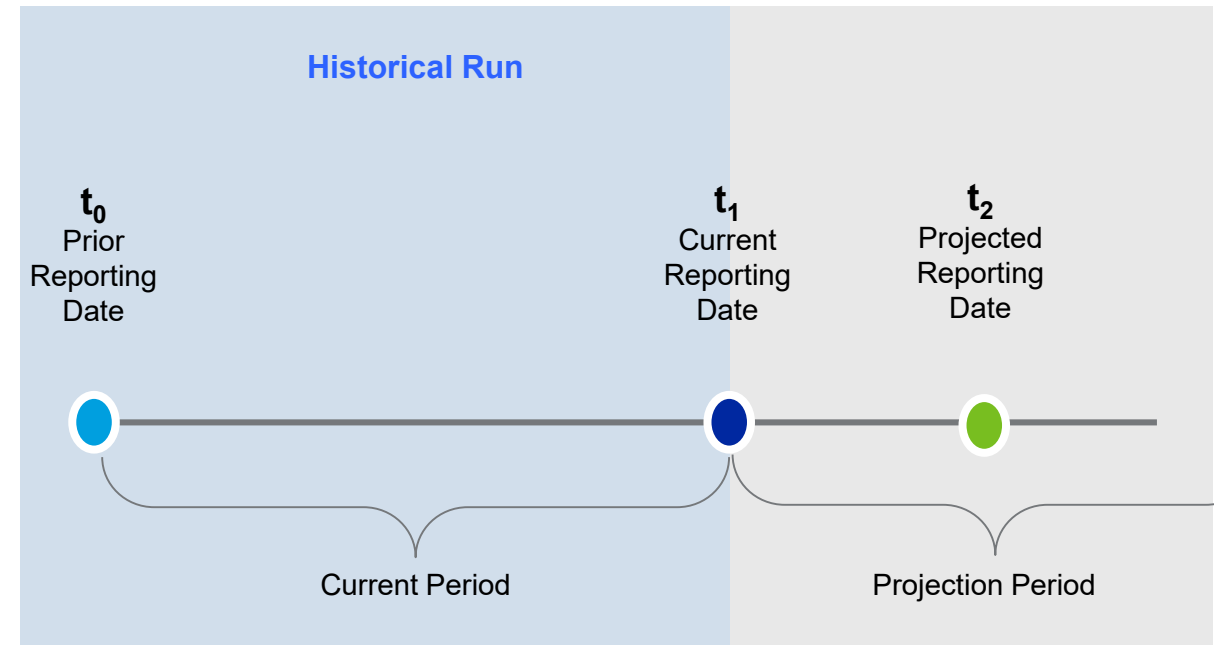 Historical Run
t0
Prior
Reporting
Date
t1
Current
Reporting
Date
t2
Projected
Reporting
Date
Current Period
Projection Period